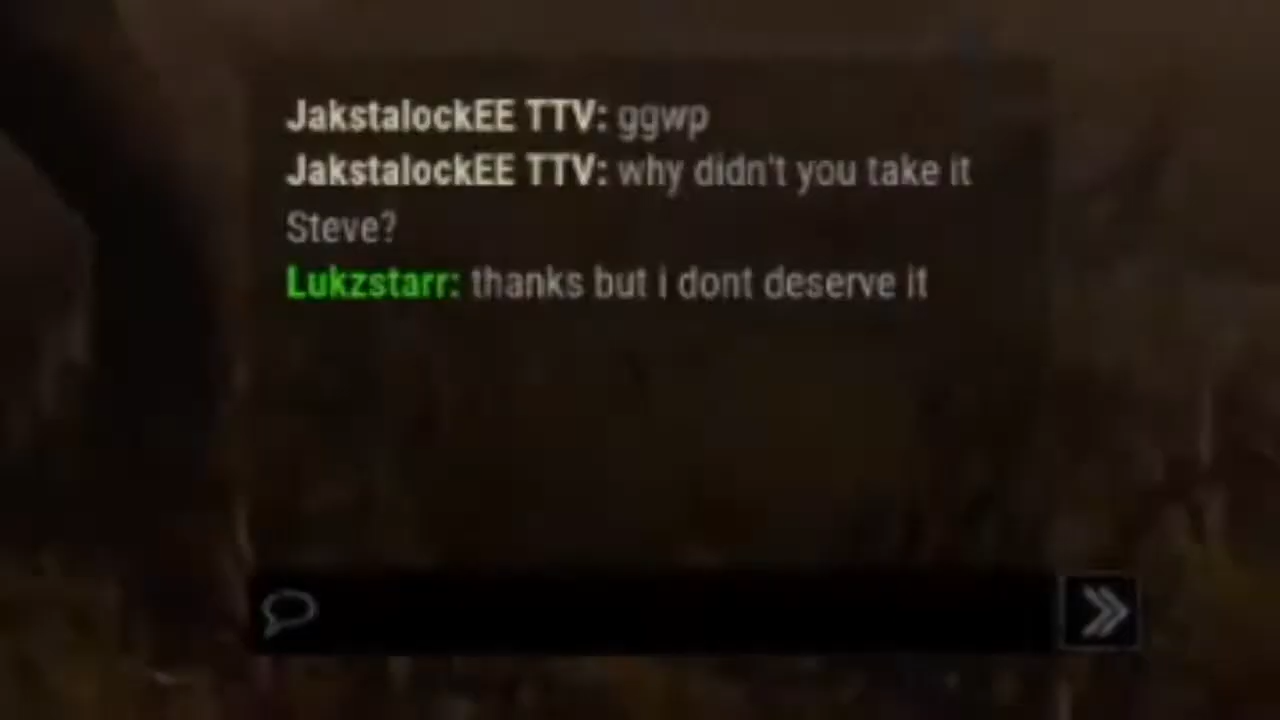 JakstalockEE TTV: ggwp
JakstalockEE TTV: why didn't you take it
Steve?
Lukzstarr: thanks but i dont deserve it